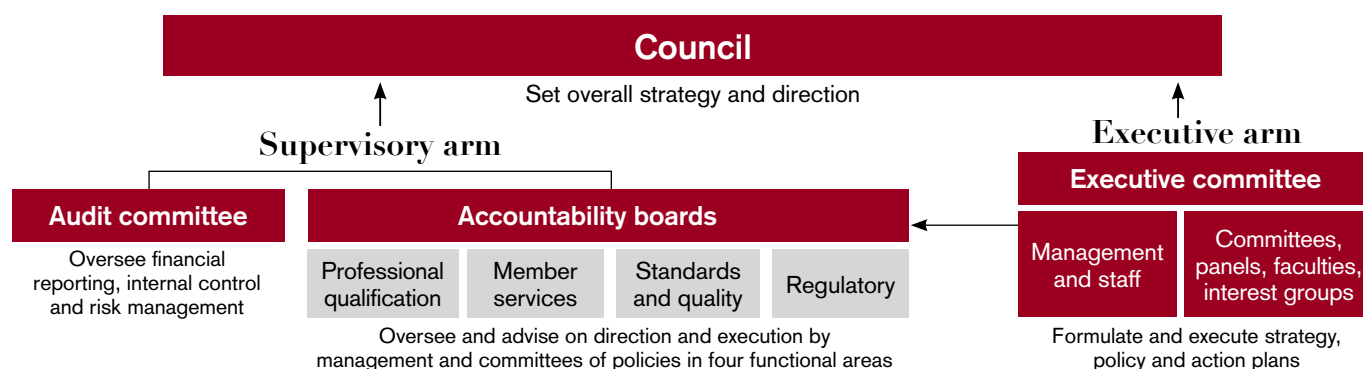 Council
Set overall strategy and direction
Supervisory arm
Executive arm
Audit committee
Oversee financial
reporting, internal control
and risk management
Accountability boards
Professional
qualification
Member
services
Standards
and quality
Regulatory
Oversee and advise on direction and execution by
management and committees of policies in four functional areas
Executive committee
Management
and staff
Committees,
panels, faculties,
interest groups
Formulate and execute strategy,
policy and action plans